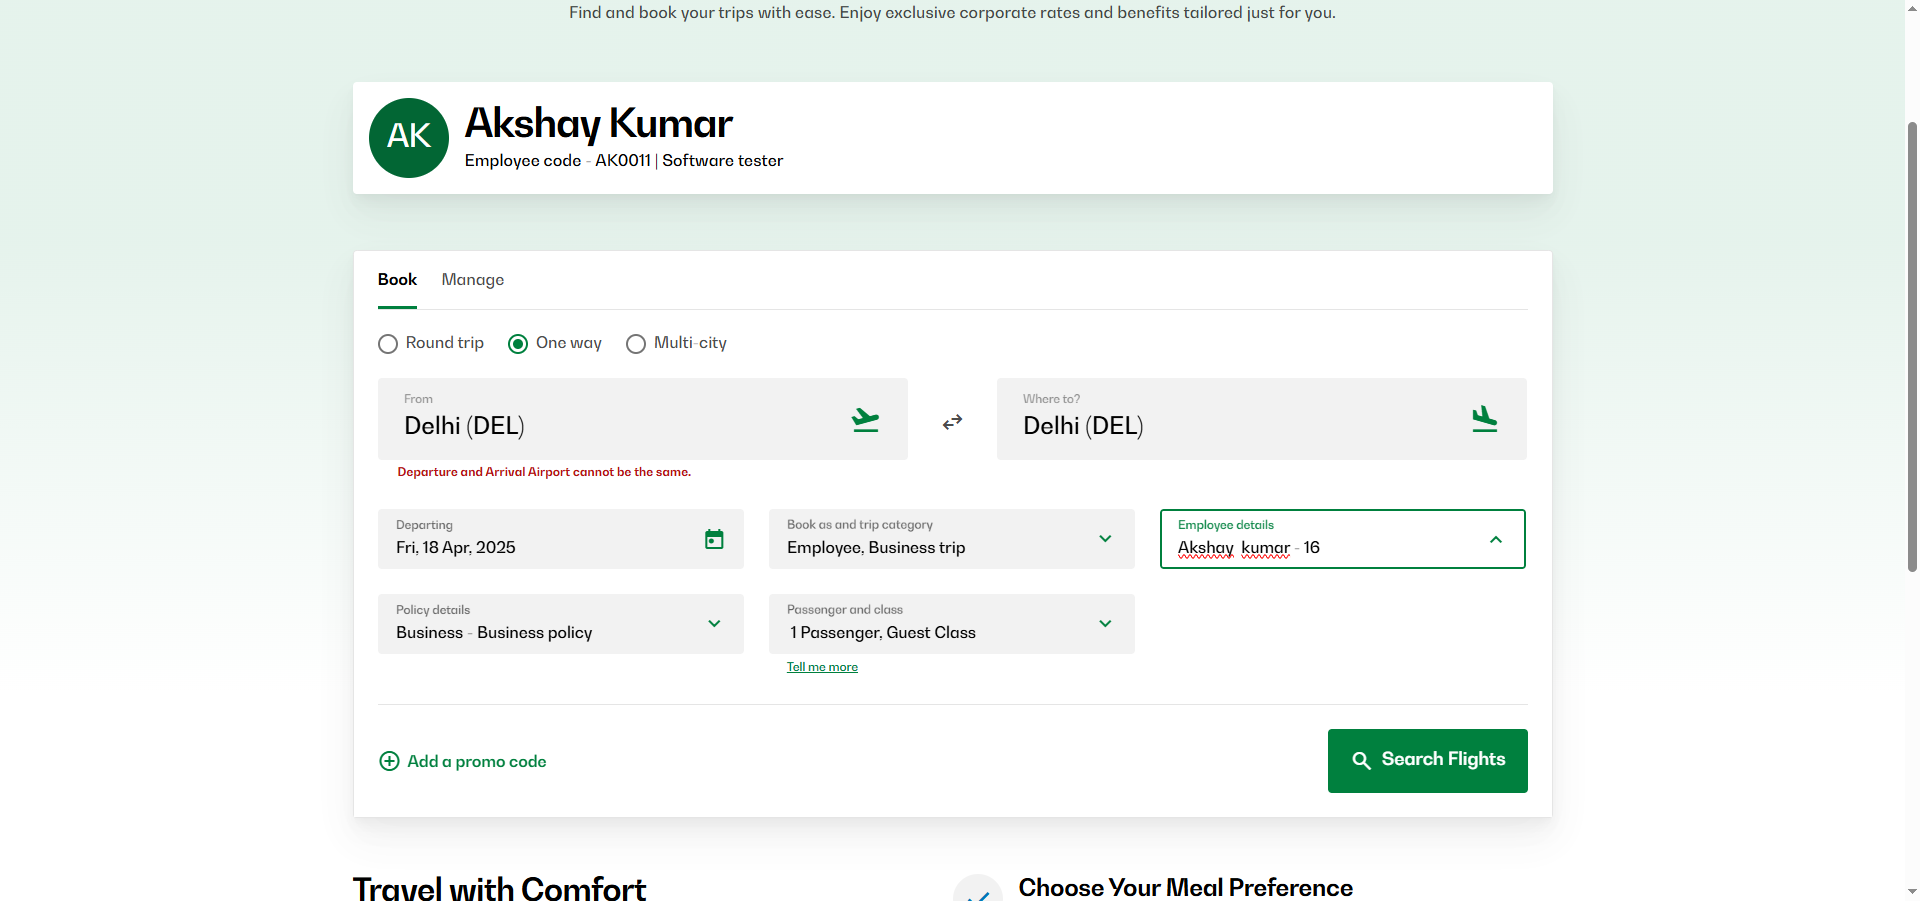 Find and book your trips with ease. Enjoy exclusive corporate rates and benefits tailored just for you.
AK
Akshay Kumar
Employee code - AK0011 | Software tester
Book
Manage
Round trip
One way
Multi-city
From
Delhi (DEL)
Where to?
Delhi (DEL)
Departure and Arrival Airport cannot be the same.
Departing
Fri, 18 Apr, 2025
Book as and trip category
Employee, Business trip
Employee details
Akshay kumar - 16
Policy details
Business - Business policy
Passenger and class
1 Passenger, Guest Class
Tell me more
Add a promo code
Search Flights
Travel with Comfort
Choose Your Meal Preference